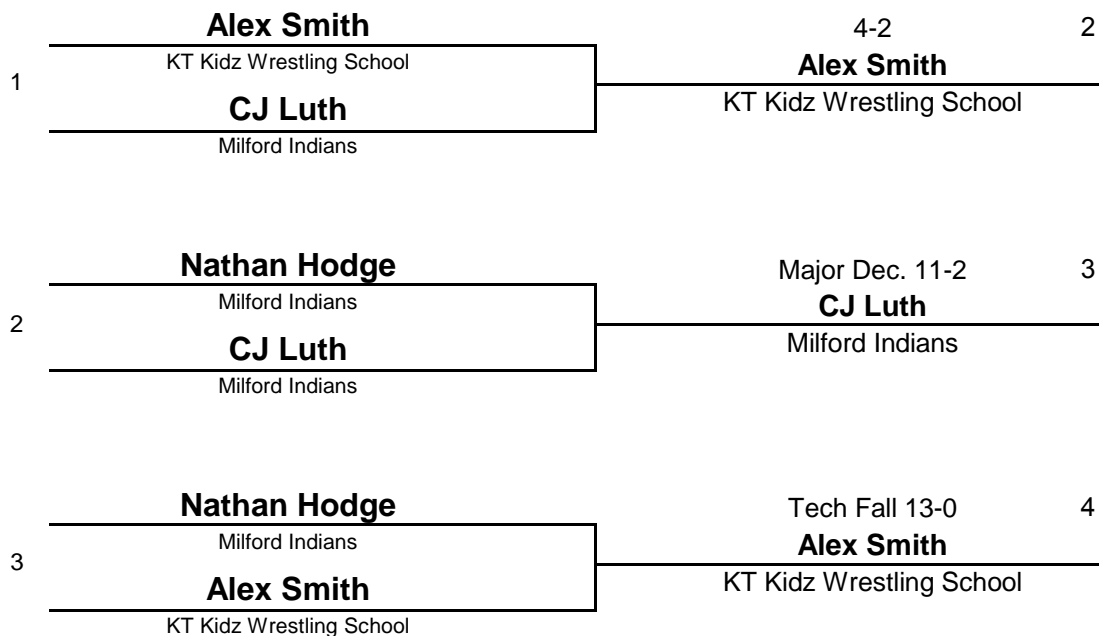 Alex Smith
KT Kidz Wrestling School
1
CJ Luth
Milford Indians
4-2 2
Alex Smith
KT Kidz Wrestling School
Nathan Hodge
Milford Indians
2
CJ Luth
Milford Indians
Major Dec. 11-2 3
CJ Luth
Milford Indians
Nathan Hodge
Milford Indians
3
Alex Smith
KT Kidz Wrestling School
Tech Fall 13-0 4
Alex Smith
KT Kidz Wrestling School